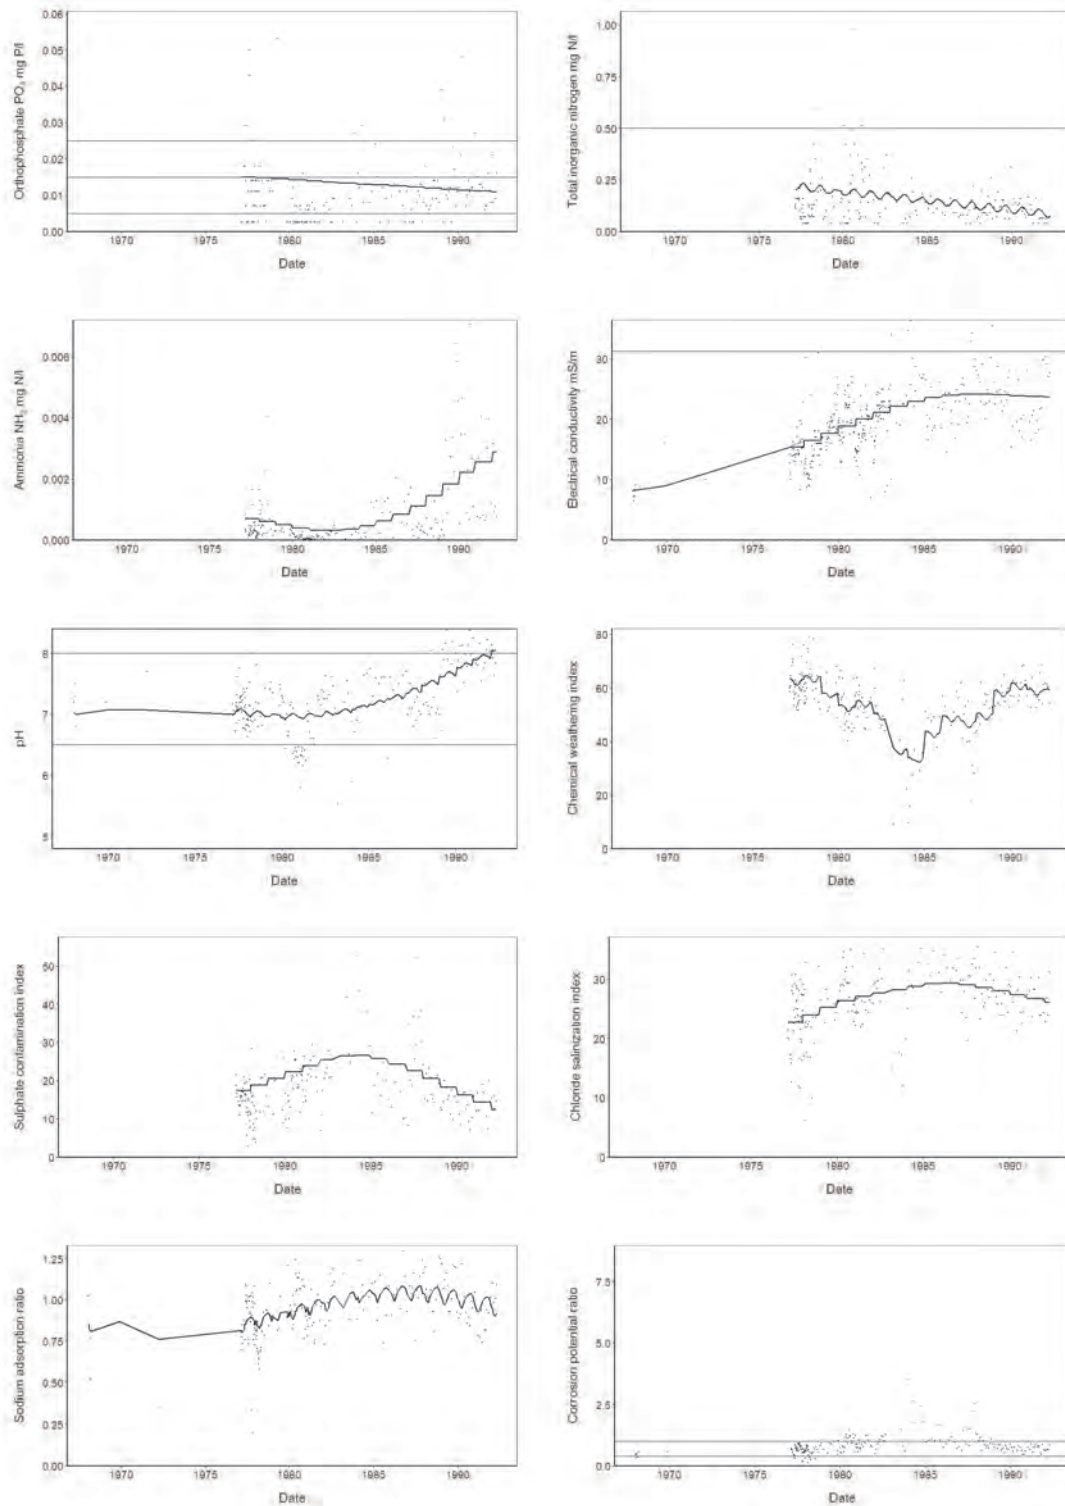 Orthophosphate PO₄ mg P/l
0.06
0.05
0.04
0.03
0.02
0.01
0.00
1970 1975 1980 1985 1990
Date
Total inorganic nitrogen mg N/l
1.00
0.75
0.50
0.25
0.00
1970 1975 1980 1985 1990
Date
Ammonia NH₃ mg N/l
0.006
0.004
0.002
0.000
1970 1975 1980 1985 1990
Date
Electrical conductivity mS/m
30
20
10
0
1970 1975 1980 1985 1990
Date
pH
8
7
6
5
1970 1975 1980 1985 1990
Date
Chemical weathering index
80
60
40
20
0
1970 1975 1980 1985 1990
Date
Sulphate contamination index
50
40
30
20
10
0
1970 1975 1980 1985 1990
Date
Chloride salinization index
30
20
10
0
1970 1975 1980 1985 1990
Date
Sodium adsorption ratio
1.25
1.00
0.75
0.50
0.25
0.00
1970 1975 1980 1985 1990
Date
Corrosion potential ratio
7.5
5.0
2.5
0.0
1970 1975 1980 1985 1990
Date